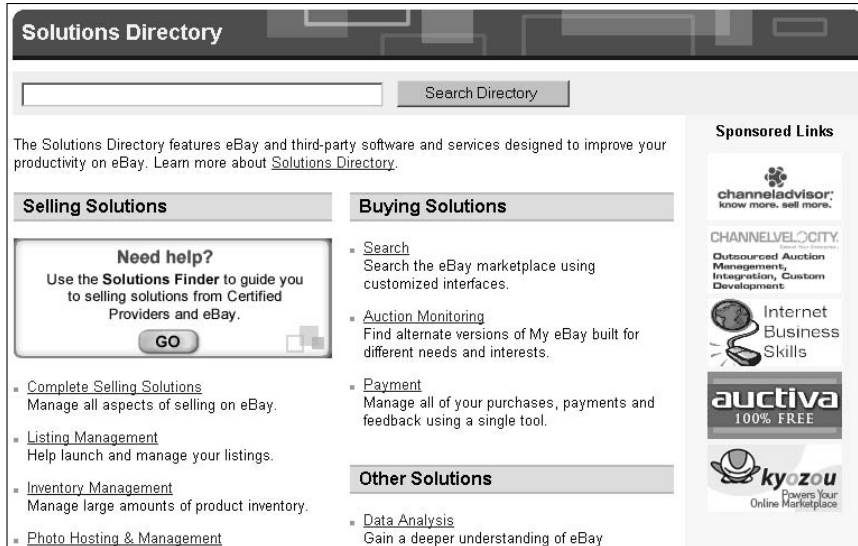 Solutions Directory
Search Directory
The Solutions Directory features eBay and third-party software and services designed to improve your
productivity on eBay. Learn more about Solutions Directory.
Selling Solutions
Need help?
Use the Solutions Finder to guide you
to selling solutions from Certified
Providers and eBay.
GO
Complete Selling Solutions
Manage all aspects of selling on eBay.
Listing Management
Help launch and manage your listings.
Inventory Management
Manage large amounts of product inventory.
Photo Hosting & Management
Buying Solutions
Search
Search the eBay marketplace using
customized interfaces.
Auction Monitoring
Find alternate versions of My eBay built for
different needs and interests.
Payment
Manage all of your purchases, payments and
feedback using a single tool.
Other Solutions
Data Analysis
Gain a deeper understanding of eBay
Sponsored Links
channeladvisor
know more. sell more.
CHANNELVELOCITY.
Outsourced Auction
Management,
Integration, Custom
Development
Internet
Business
Skills
auctiva
100% FREE
kyozou
Powers Your
Online Marketplace